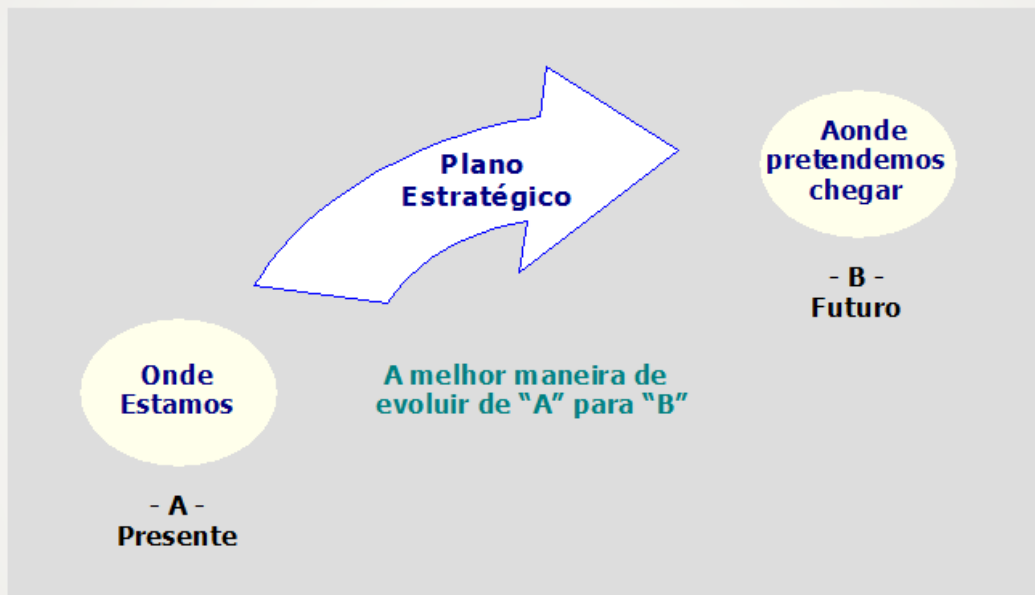 Plano
Estratégico
Aonde
pretendemos
chegar
- B -
Futuro
Onde
Estamos
- A -
Presente
A melhor maneira de
evoluir de “A” para “B”